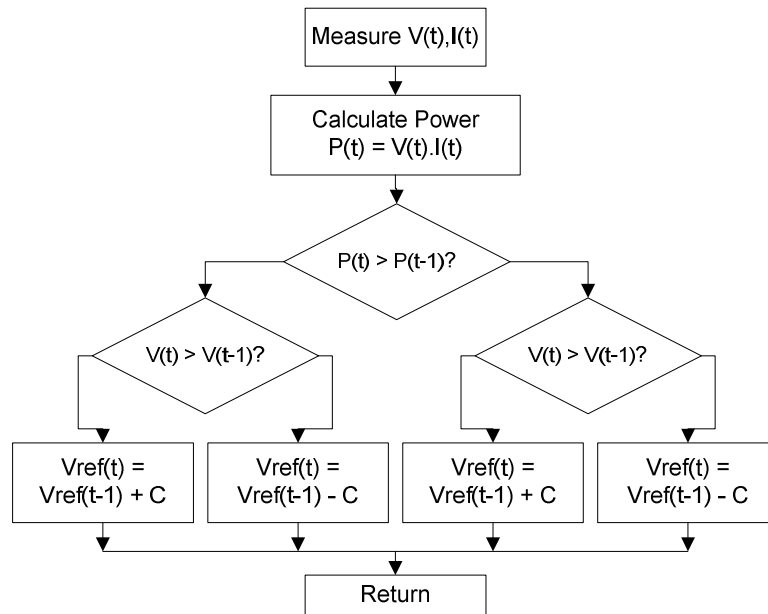 Measure V(t),I(t)
Calculate Power
P(t) = V(t).I(t)
P(t) > P(t-1)?
V(t) > V(t-1)?
V(t) > V(t-1)?
Vref(t) =
Vref(t-1) + C
Vref(t) =
Vref(t-1) - C
Vref(t) =
Vref(t-1) + C
Vref(t) =
Vref(t-1) - C
Return